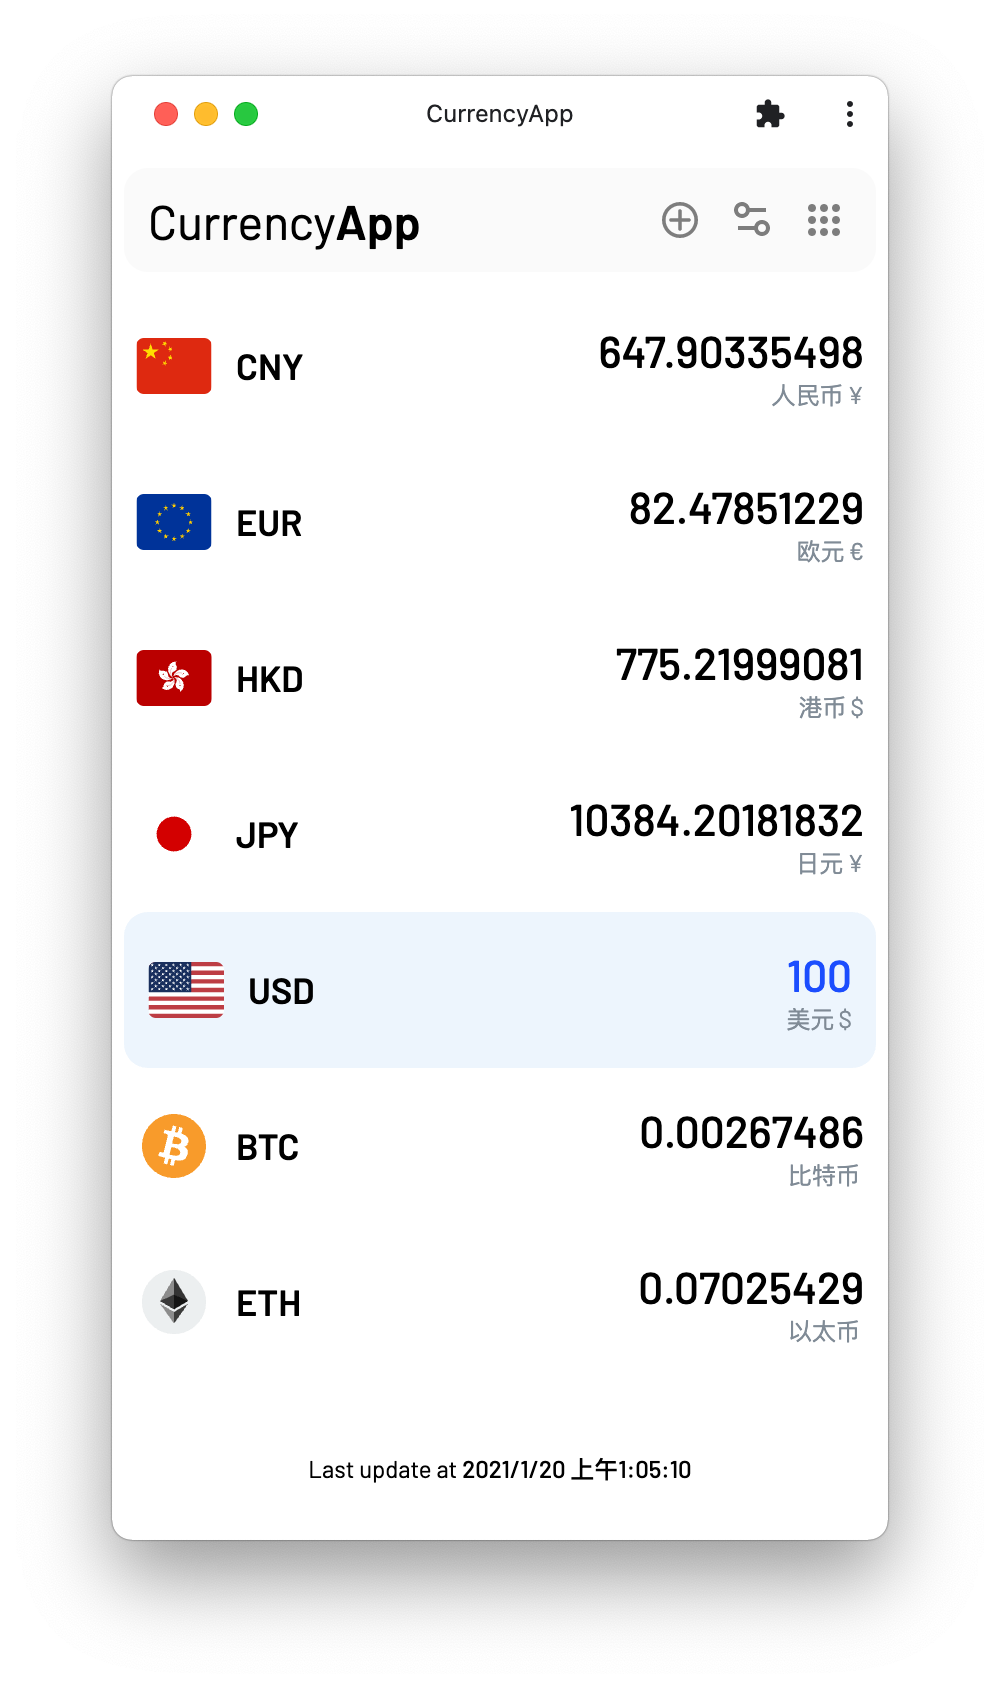 CurrencyApp
CurrencyApp
CNY
647.90335498
人民币 ¥
EUR
82.47851229
欧元 €
HKD
775.21999081
港币 $
JPY
10384.20181832
日元 ¥
USD
100
美元 $
BTC
0.00267486
比特币
ETH
0.07025429
以太币
Last update at 2021/1/20 上午1:05:10